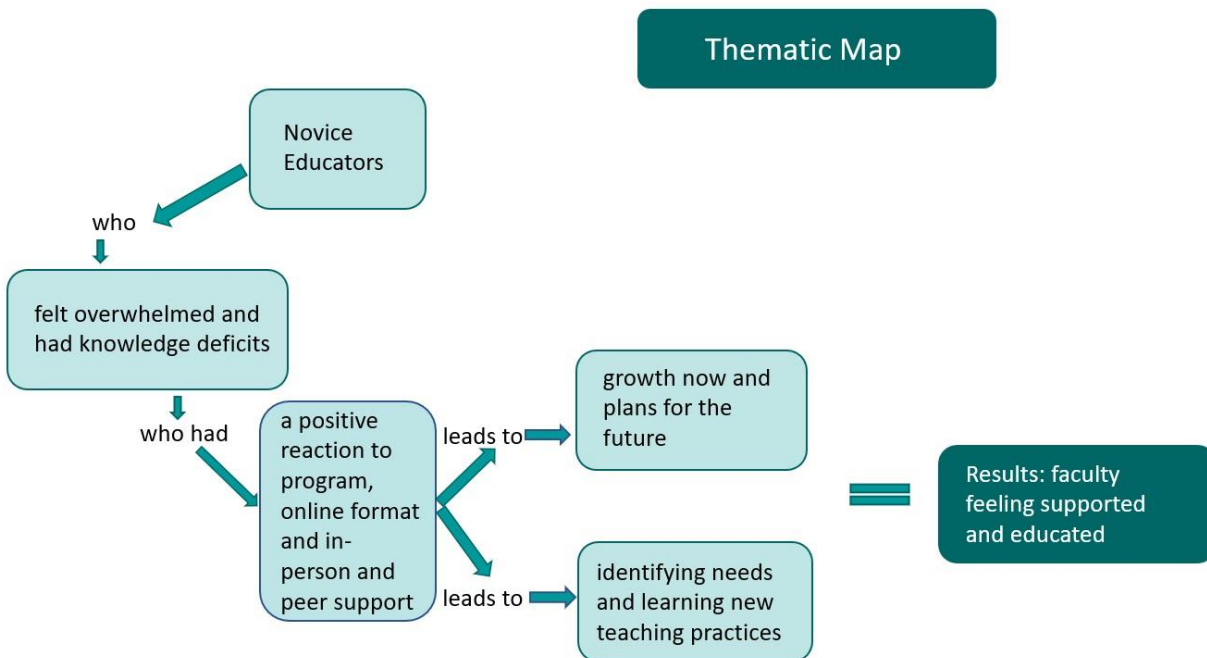 Thematic Map
Novice
Educators
who
felt overwhelmed and
had knowledge deficits
who had
a positive
reaction to
program,
online format
and in-
person and
peer support
leads to
growth now and
plans for the
future
leads to
identifying needs
and learning new
teaching practices
Results: faculty
feeling supported
and educated